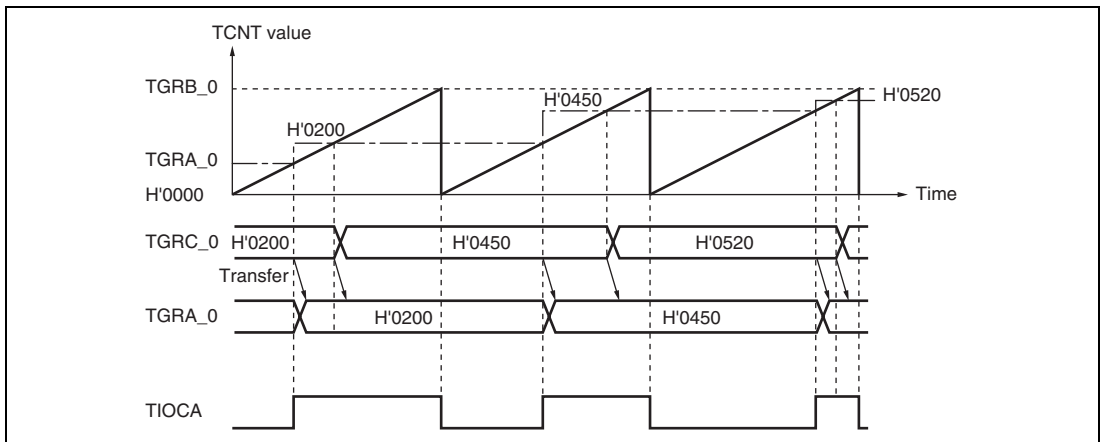 TCNT value
TGRB_0
H'0450
H'0520
H'0200
TGRA_0
H'0000
Time
TGRC_0 H'0200 H'0450 H'0520
Transfer
TGRA_0 H'0200 H'0450
TIOCA